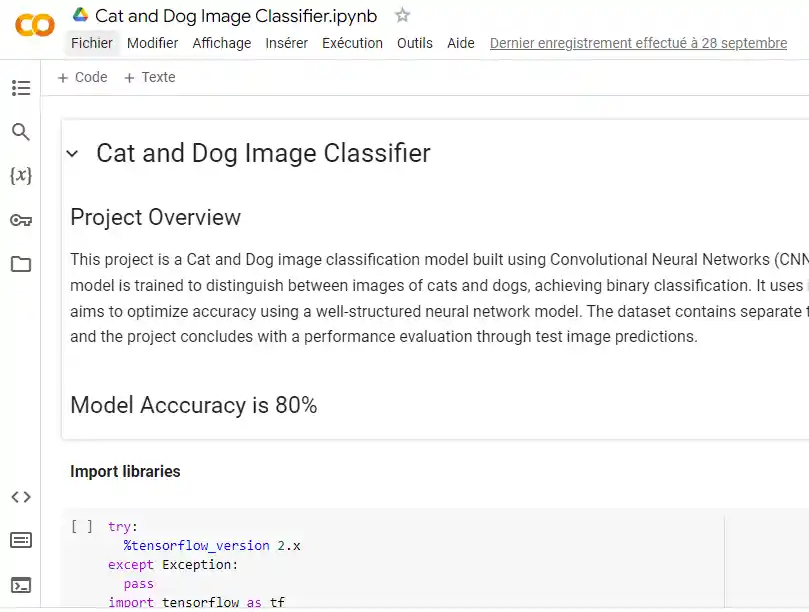 Cat and Dog Image Classifier.ipynb
Fichier Modifier Affichage Insérer Exécution Outils Aide Dernier enregistrement effectué à 28 septembre
+ Code + Texte
Cat and Dog Image Classifier
Project Overview
This project is a Cat and Dog image classification model built using Convolutional Neural Networks (CNN
model is trained to distinguish between images of cats and dogs, achieving binary classification. It uses
aims to optimize accuracy using a well-structured neural network model. The dataset contains separate
and the project concludes with a performance evaluation through test image predictions.
Model Acccuracy is 80%
Import libraries
[ ] try:
%tensorflow_version 2.x
except Exception:
pass
import tensorflow as tf